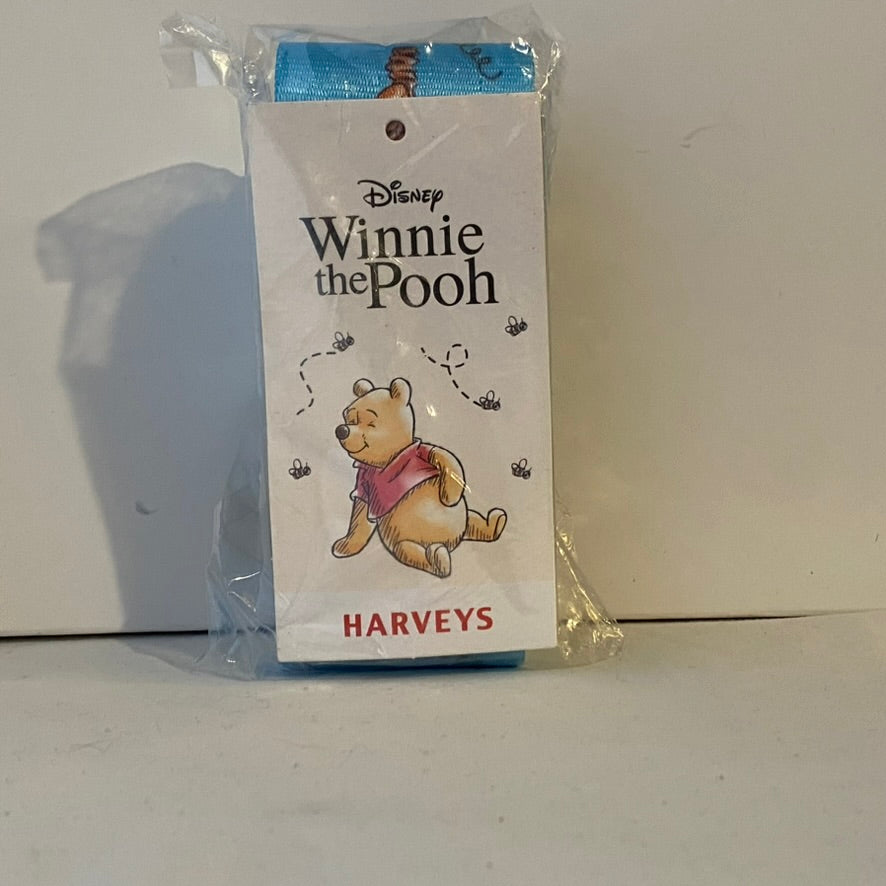 Disney
Winnie
the Pooh
HARVEYS